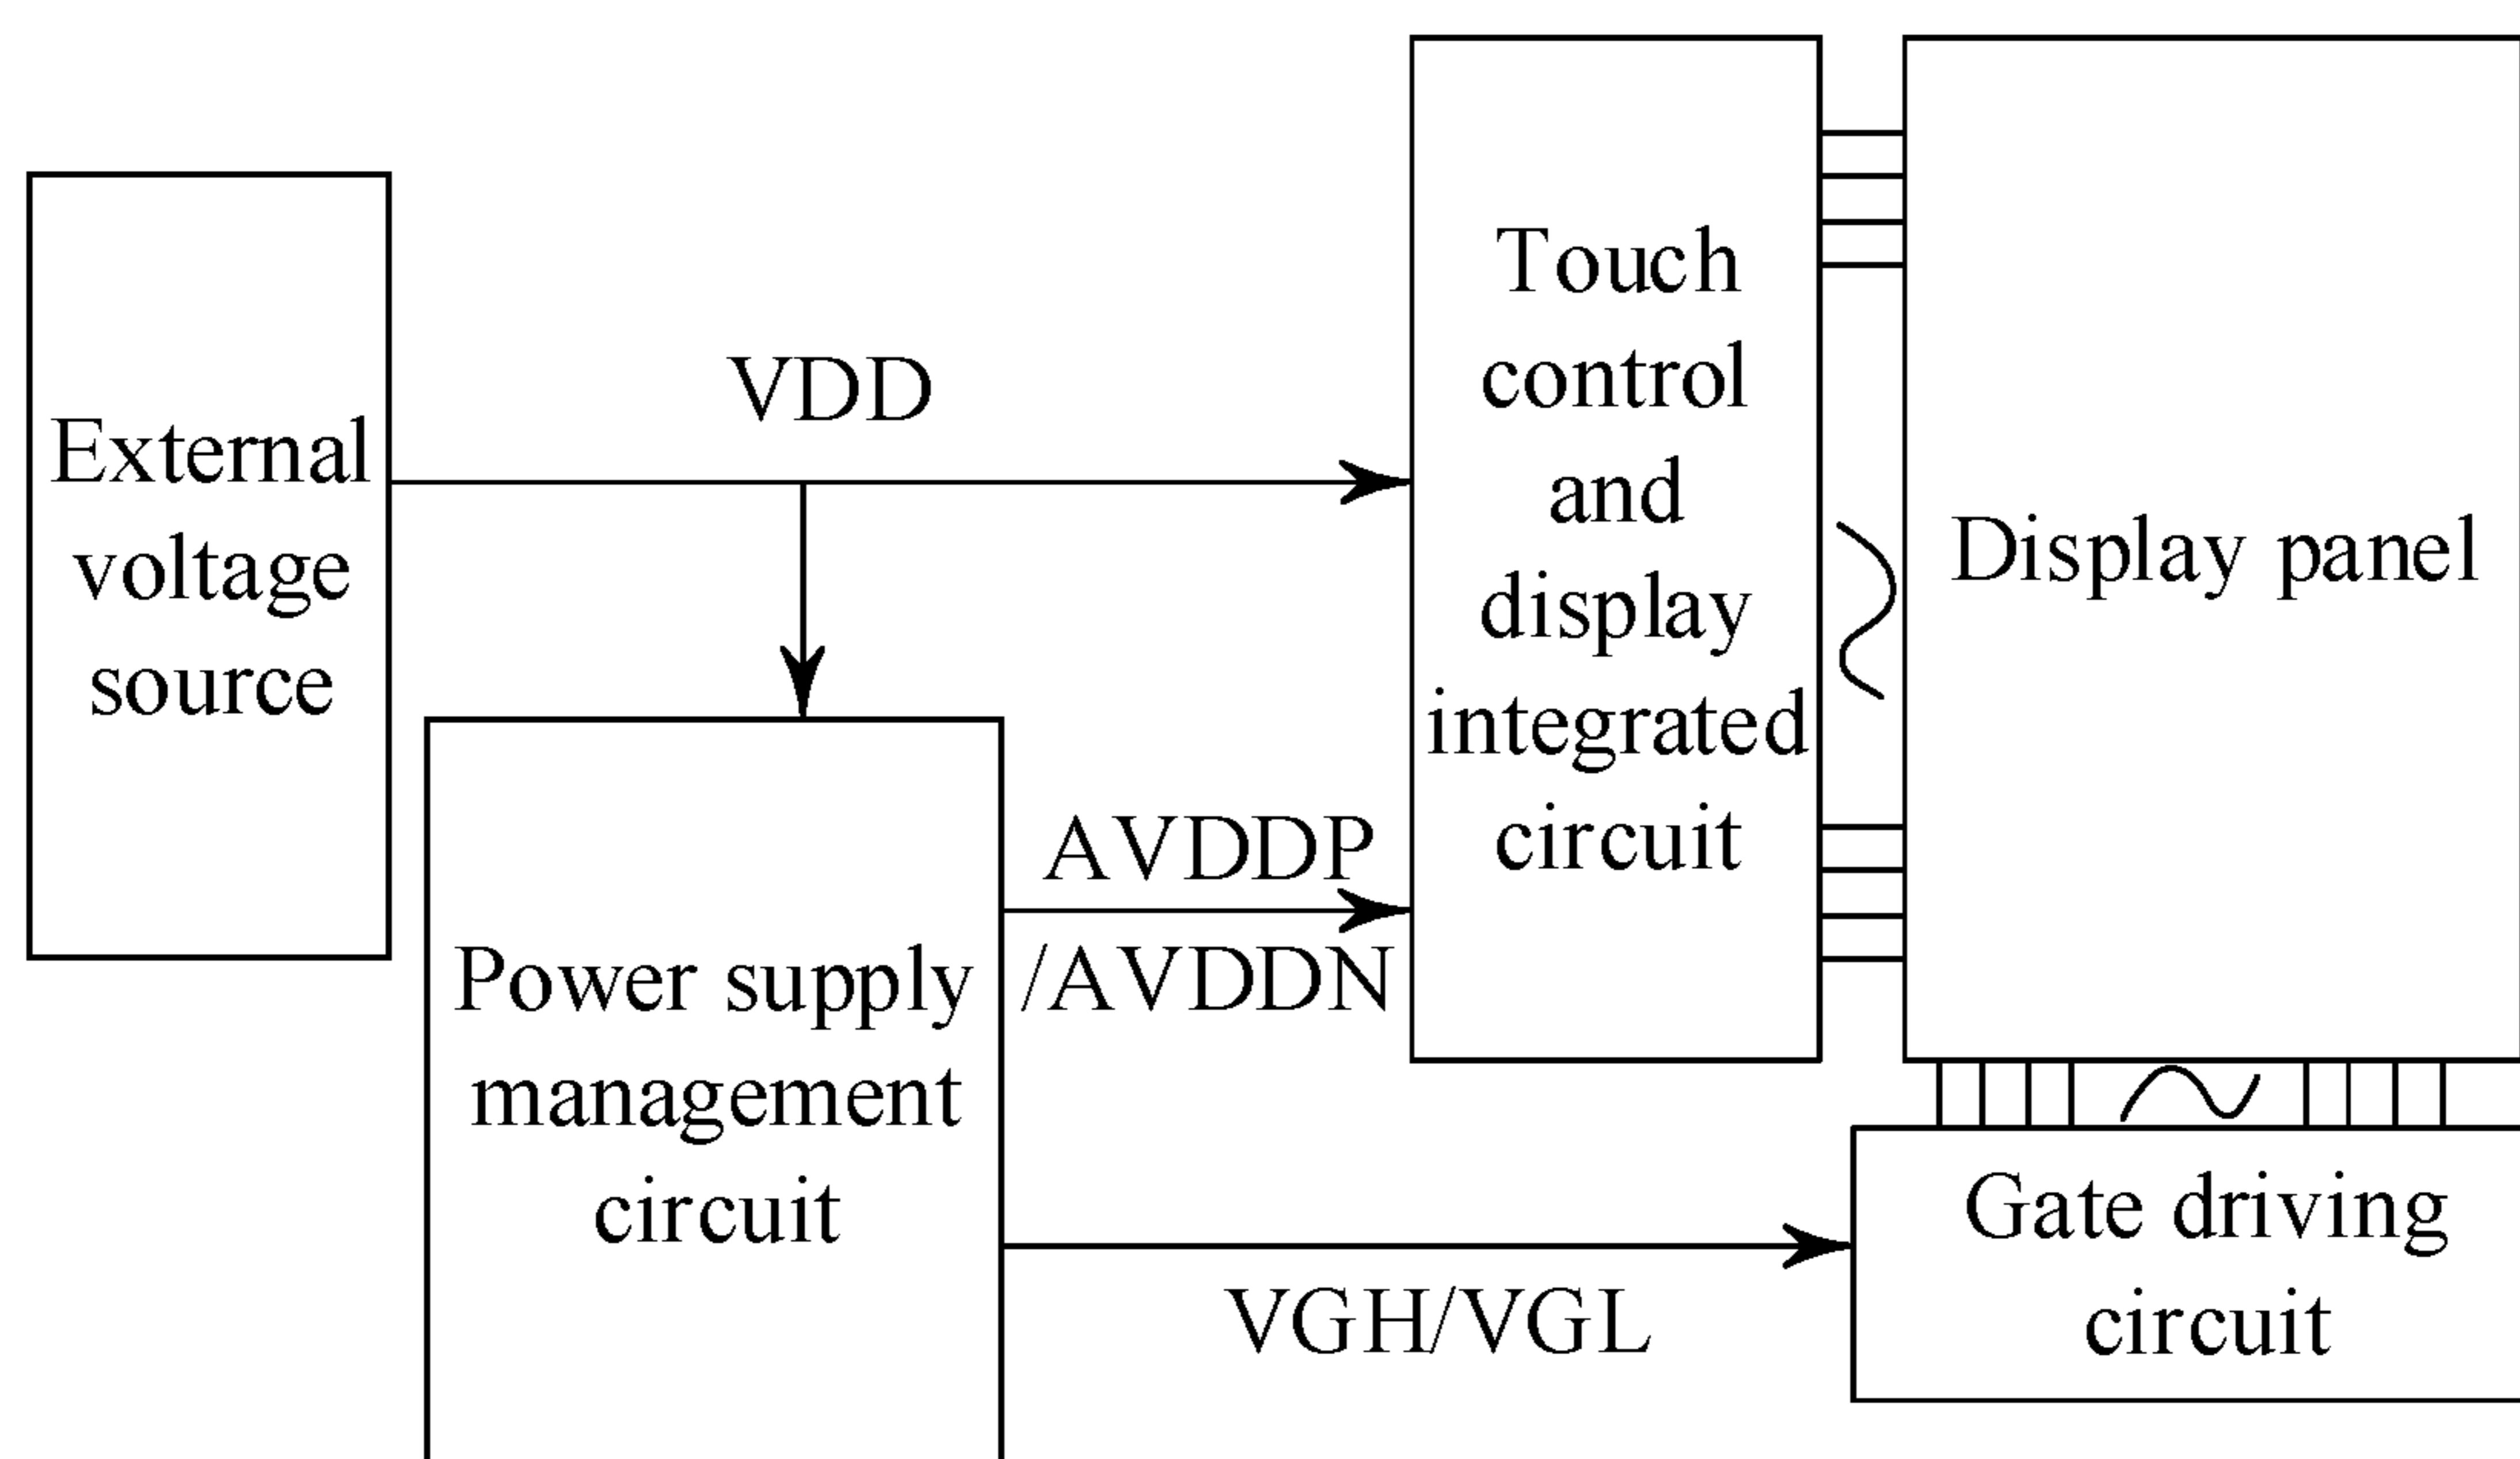 External
voltage
source
VDD
Touch
control
and
display
integrated
circuit
Display panel
Power supply
management
circuit
AVDDP
/AVDDN
VGH/VGL
Gate driving
circuit